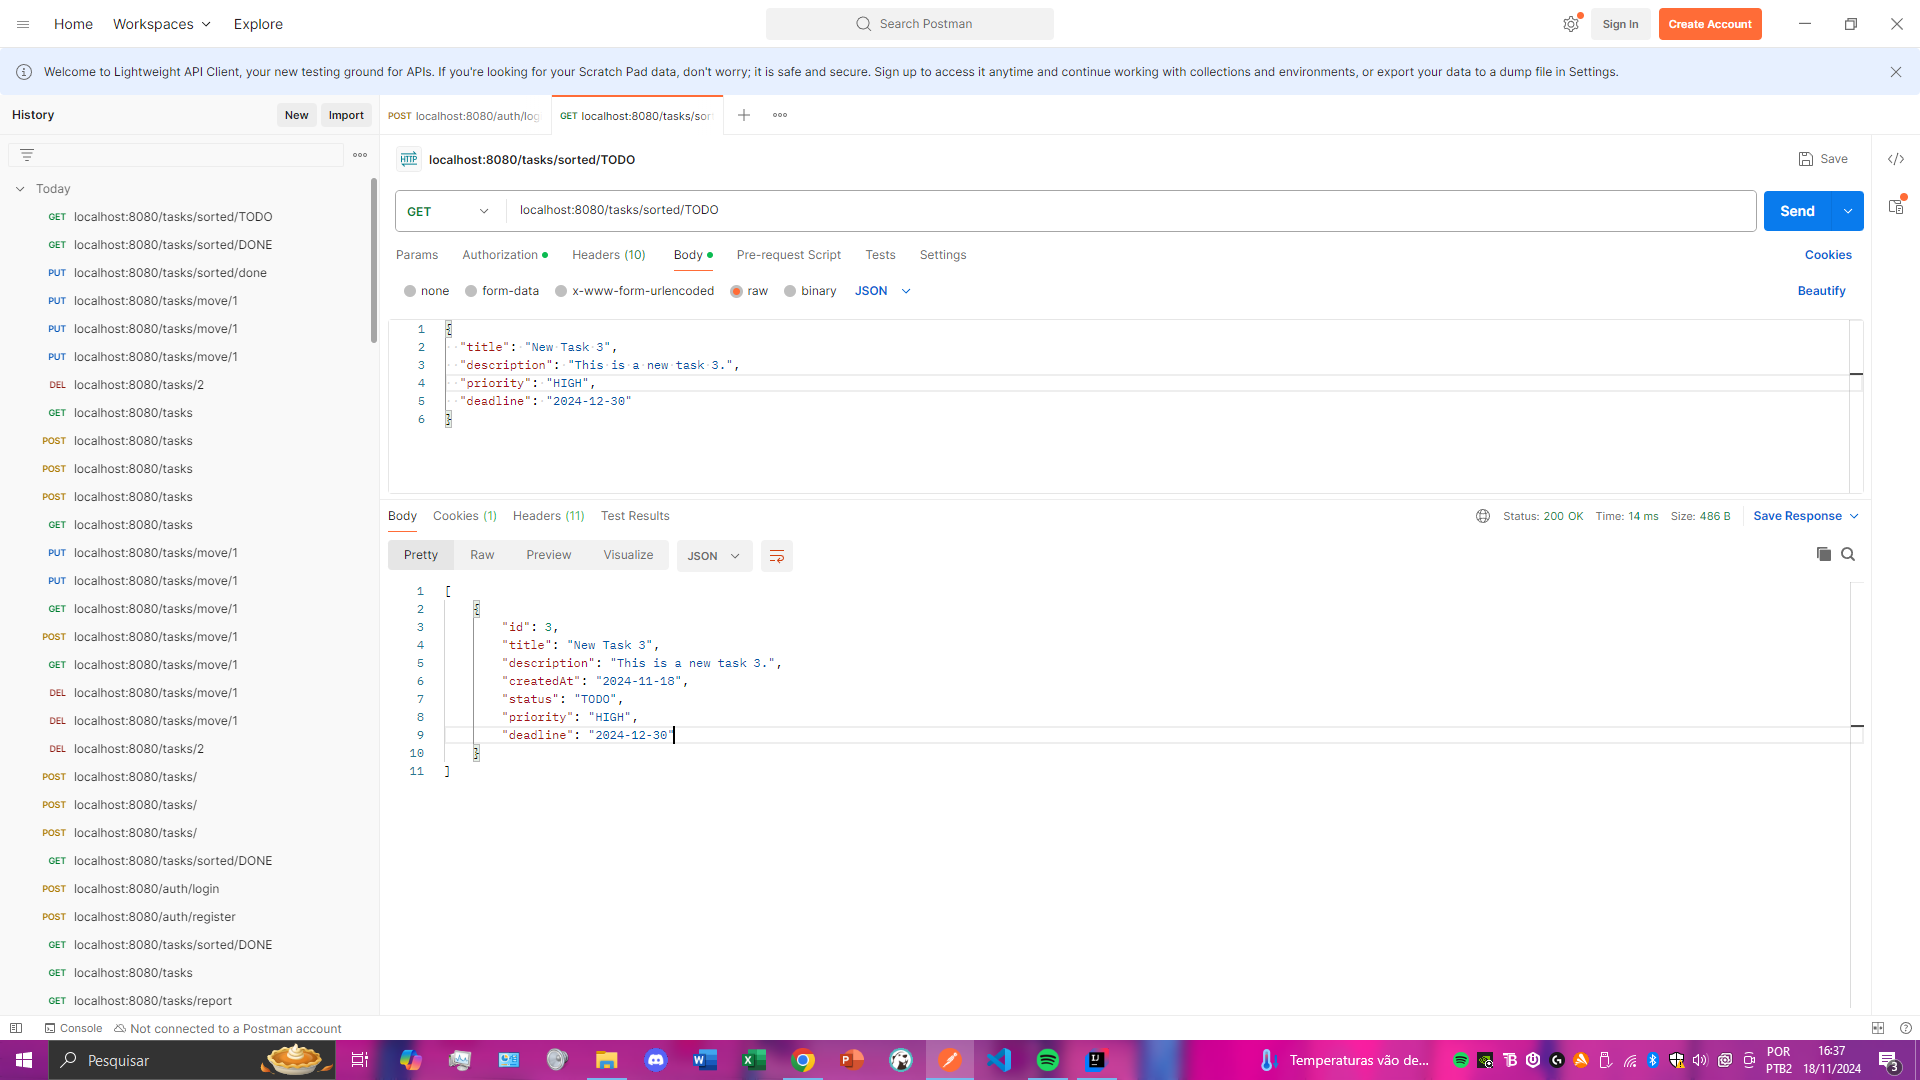 Home Workspaces Explore Search Postman Sign In Create Account
Welcome to Lightweight API Client, your new testing ground for APIs. If you're looking for your Scratch Pad data, don't worry; it is safe and secure. Sign up to access it anytime and continue working with collections and environments, or export your data to a dump file in Settings.
History New Import
POST localhost:8080/auth/log GET localhost:8080/tasks/sor
Today
GET localhost:8080/tasks/sorted/TODO
GET localhost:8080/tasks/sorted/DONE
PUT localhost:8080/tasks/sorted/done
PUT localhost:8080/tasks/move/1
PUT localhost:8080/tasks/move/1
PUT localhost:8080/tasks/move/1
DEL localhost:8080/tasks/2
GET localhost:8080/tasks
POST localhost:8080/tasks
POST localhost:8080/tasks
POST localhost:8080/tasks
GET localhost:8080/tasks
PUT localhost:8080/tasks/move/1
PUT localhost:8080/tasks/move/1
GET localhost:8080/tasks/move/1
POST localhost:8080/tasks/move/1
GET localhost:8080/tasks/move/1
DEL localhost:8080/tasks/move/1
DEL localhost:8080/tasks/move/1
DEL localhost:8080/tasks/2
POST localhost:8080/tasks/
POST localhost:8080/tasks/
POST localhost:8080/tasks/
GET localhost:8080/tasks/sorted/DONE
POST localhost:8080/auth/login
POST localhost:8080/auth/register
GET localhost:8080/tasks/sorted/DONE
GET localhost:8080/tasks
GET localhost:8080/tasks/report
HTTP localhost:8080/tasks/sorted/TODO Save
GET localhost:8080/tasks/sorted/TODO Send
Params Authorization Headers (10) Body Pre-request Script Tests Settings Cookies
none form-data x-www-form-urlencoded raw binary JSON Beautify
1 {
2 "title": "New Task 3",
3 "description": "This is a new task 3.",
4 "priority": "HIGH",
5 "deadline": "2024-12-30"
6 }
Body Cookies (1) Headers (11) Test Results Status: 200 OK Time: 14 ms Size: 486 B Save Response
Pretty Raw Preview Visualize JSON
1 [
2 {
3 "id": 3,
4 "title": "New Task 3",
5 "description": "This is a new task 3.",
6 "createdAt": "2024-11-18",
7 "status": "TODO",
8 "priority": "HIGH",
9 "deadline": "2024-12-30"
10 }
11 ]
Console Not connected to a Postman account
Pesquisar Temperaturas vão de... POR 16:37
PTB2 18/11/2024 3